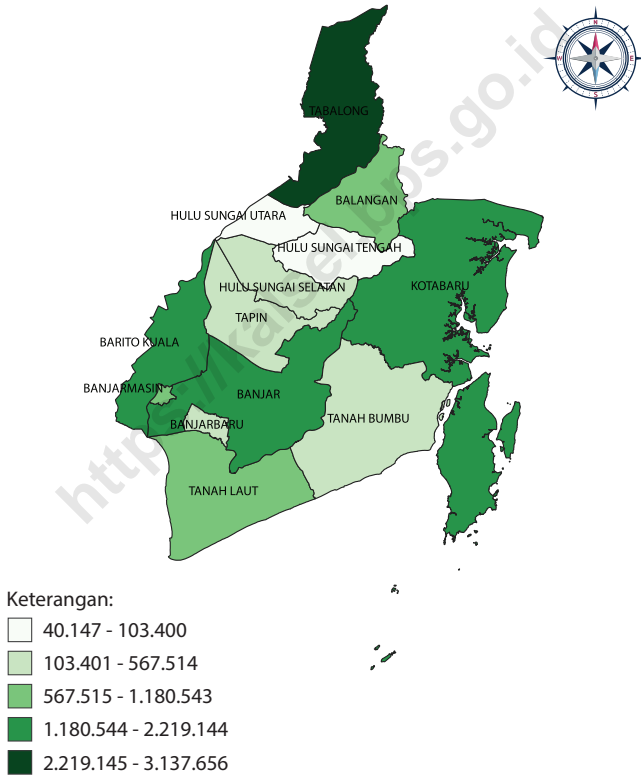 N
W
E
S
TABALONG
BALANGAN
HULU SUNGAI UTARA
HULU SUNGAI TENGAH
HULU SUNGAI SELATAN
KOTABARU
TAPIN
BARITO KUALA
BANJARMASIN
BANJAR
BANJARBARU
TANAH BUMBU
TANAH LAUT
https://kalsel.bps.go.id
Keterangan:
40.147 - 103.400
103.401 - 567.514
567.515 - 1.180.543
1.180.544 - 2.219.144
2.219.145 - 3.137.656